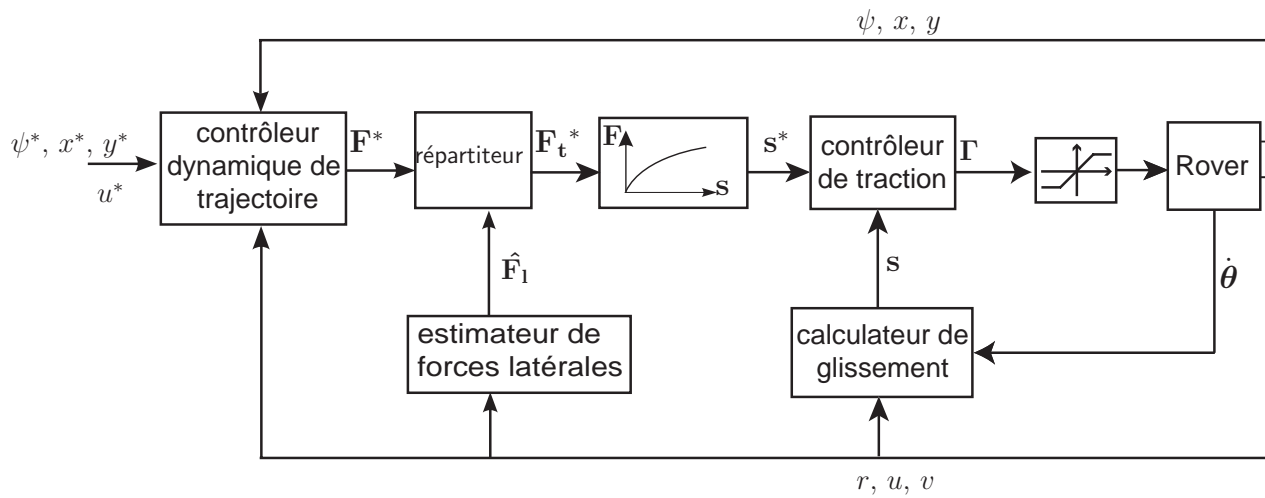 ψ, x, y
ψ*, x*, y*
u*
contrôleur
dynamique de
trajectoire
F*
répartiteur
Fₜ*
F
s
s*
contrôleur
de traction
Γ
Rover
F̂ₗ
s
θ̇
estimateur de
forces latérales
calculateur de
glissement
r, u, v